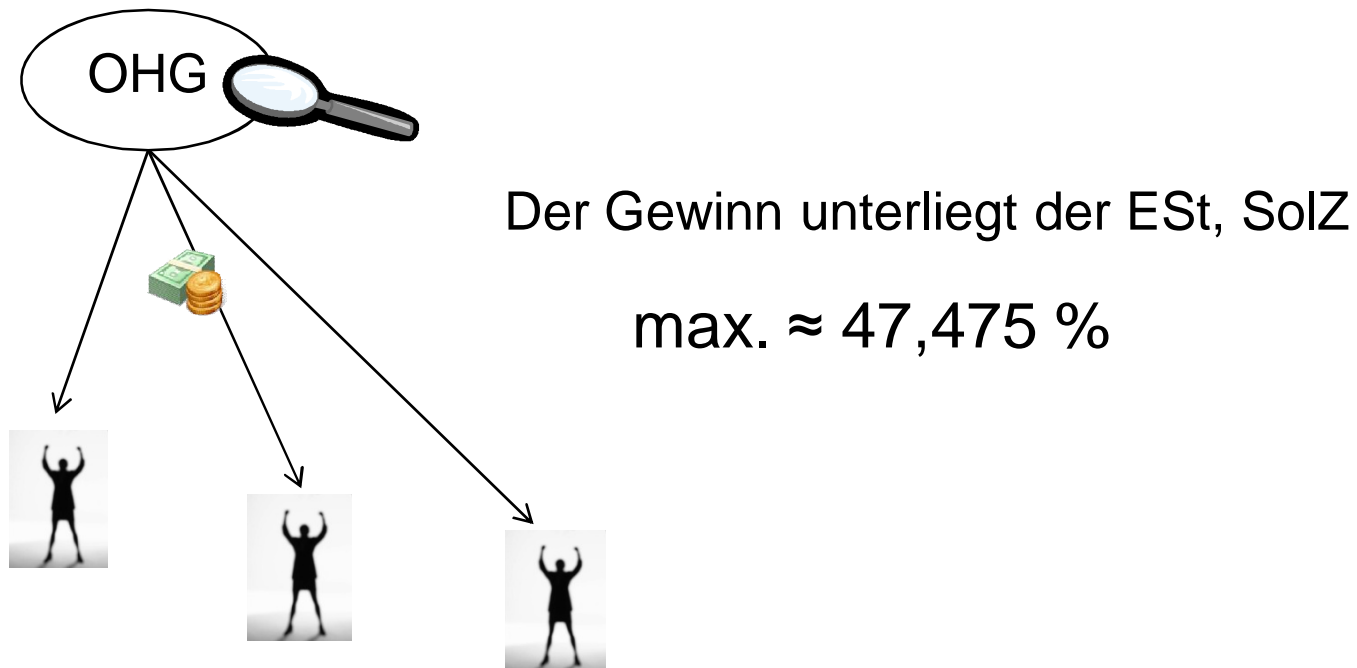 OHG
Der Gewinn unterliegt der ESt, SolZ
max. ≈ 47,475 %